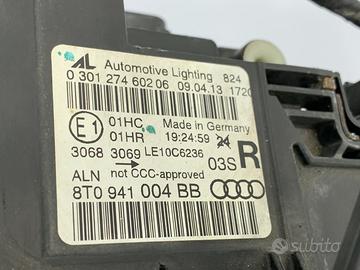 AL Automotive Lighting 824
0 301 274 602 06 09.04.13 1720
E1 01HC Made in Germany
01HR 19:24:59 24
3068 3069 LE10C6236 03S R
ALN not CCC-approved
8T0 941 004 BB
subito